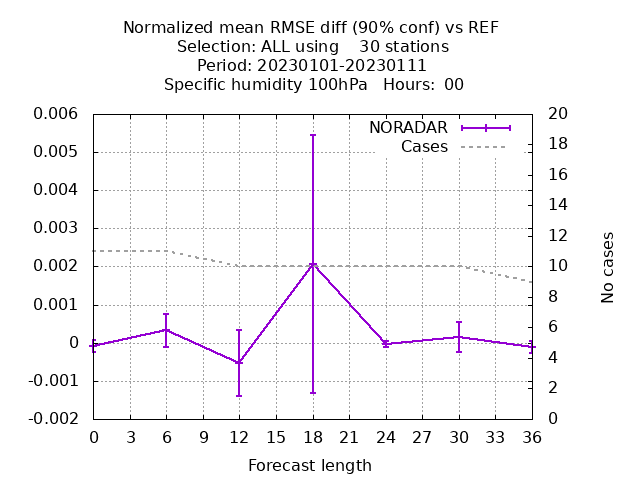 Normalized mean RMSE diff (90% conf) vs REF
Selection: ALL using    30 stations
Period: 20230101-20230111
Specific humidity 100hPa   Hours:  00
NORADAR
Cases
0.006
0.005
0.004
0.003
0.002
0.001
0
-0.001
-0.002
20
18
16
14
12
10
8
6
4
2
0
No cases
0 3 6 9 12 15 18 21 24 27 30 33 36
Forecast length